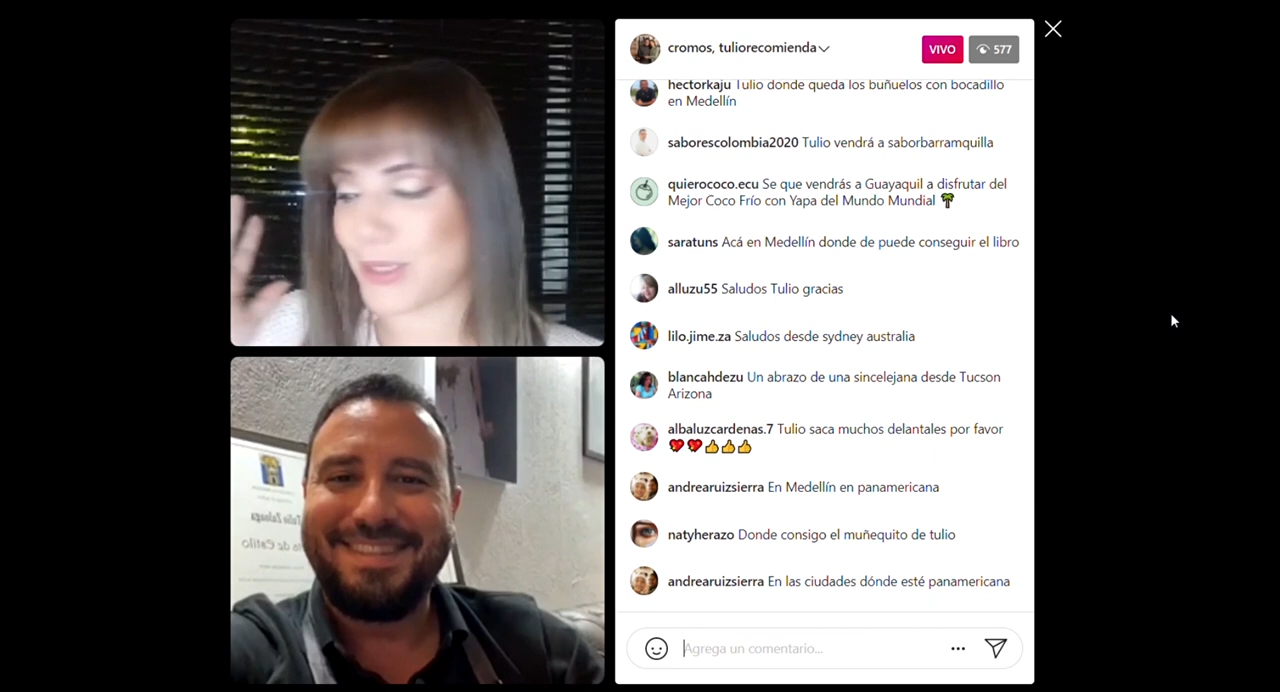 cromos, tuliorecomienda
VIVO
577
hectorkaju Tulio donde queda los buñuelos con bocadillo
en Medellín
saborescolombia2020 Tulio vendrá a saborbarramquilla
quierococo.ecu Se que vendrás a Guayaquil a disfrutar del
Mejor Coco Frío con Yapa del Mundo Mundial 🌴
saratuns Acá en Medellín donde de puede conseguir el libro
alluzu55 Saludos Tulio gracias
lilo.jime.za Saludos desde sydney australia
blancahdezu Un abrazo de una sincelejana desde Tucson
Arizona
albaluzcardenas.7 Tulio saca muchos delantales por favor
💖💖👍👍👍
andrearuizsierra En Medellín en panamericana
natyherazo Donde consigo el muñequito de tulio
andrearuizsierra En las ciudades dónde esté panamericana
Agrega un comentario...
Tulio Zuloaga
de Estilo